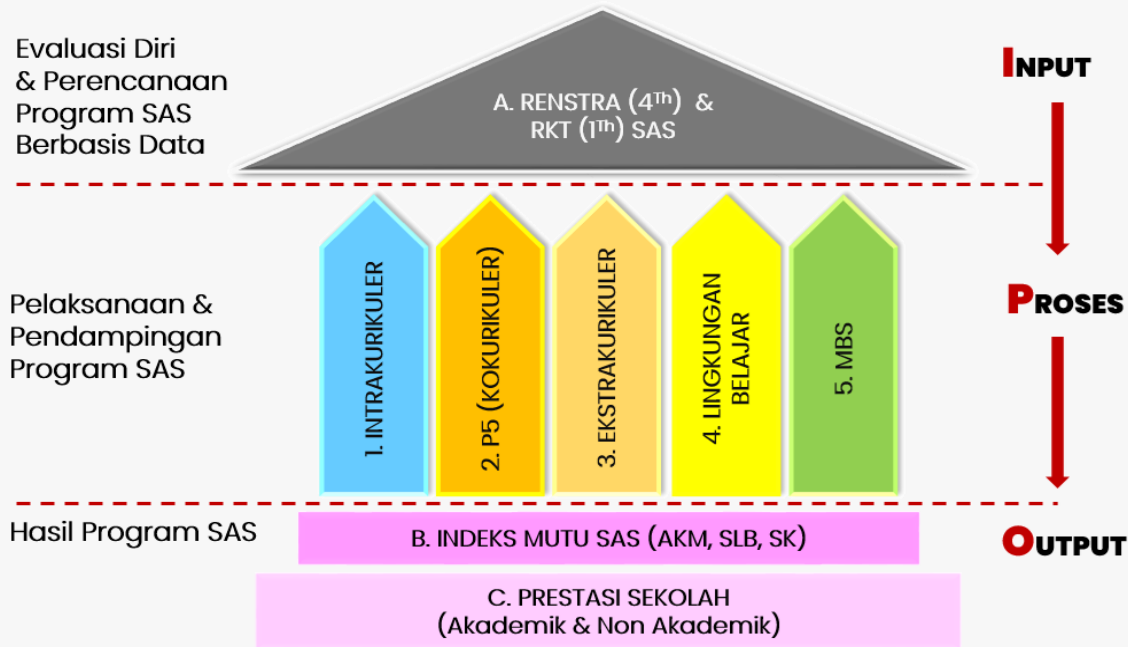 Evaluasi Diri
& Perencanaan
Program SAS
Berbasis Data
A. RENSTRA (4Th) &
RKT (1Th) SAS
INPUT
Pelaksanaan &
Pendampingan
Program SAS
1. INTRAKURIKULER
2. P5 (KOKURIKULER)
3. EKSTRAKURIKULER
4. LINGKUNGAN
BELAJAR
5. MBS
PROSES
Hasil Program SAS
B. INDEKS MUTU SAS (AKM, SLB, SK)
OUTPUT
C. PRESTASI SEKOLAH
(Akademik & Non Akademik)